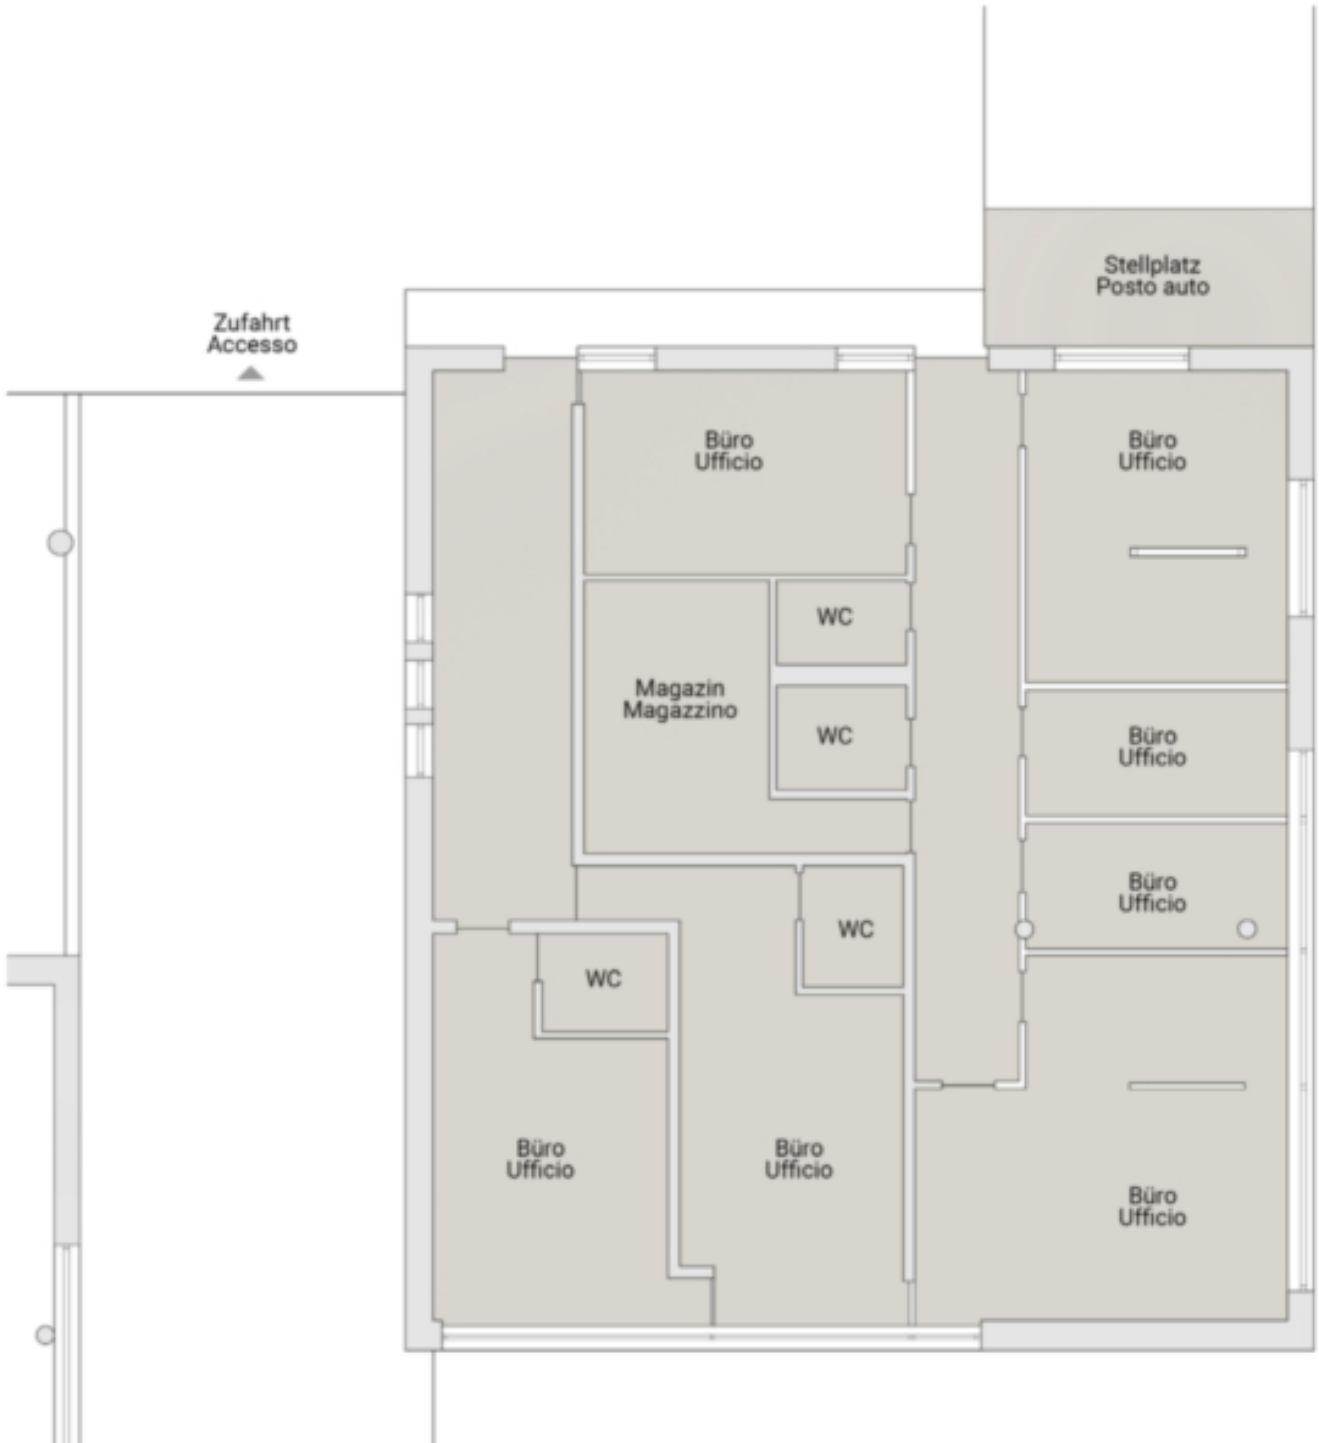 Stellplatz
Posto auto
Zufahrt
Accesso
Büro
Ufficio
Büro
Ufficio
WC
Magazin
Magazzino
WC
Büro
Ufficio
Büro
Ufficio
WC
WC
Büro
Ufficio
Büro
Ufficio
Büro
Ufficio